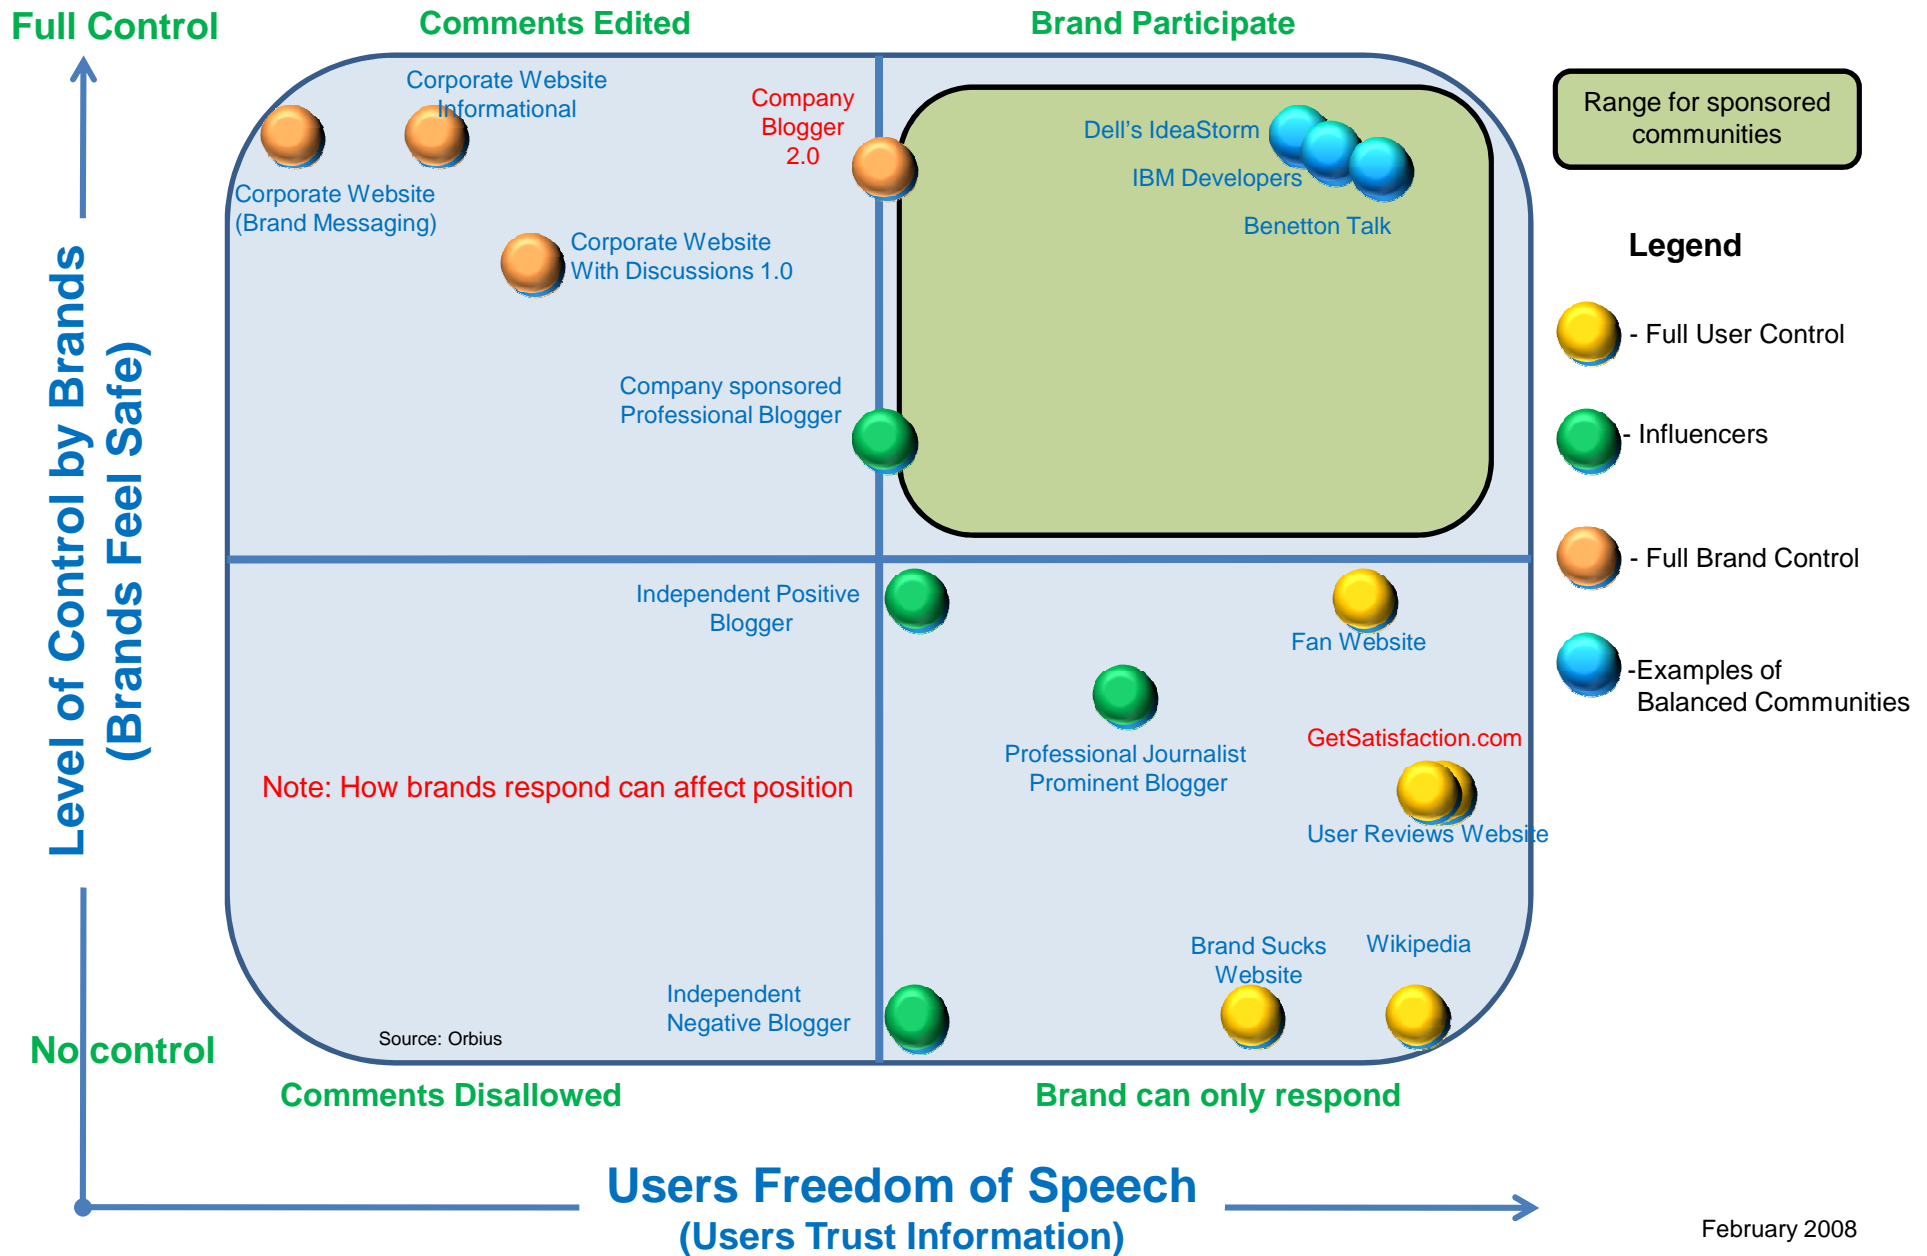 Full Control
Comments Edited
Brand Participate
Corporate Website
Informational
Company
Blogger
2.0
Dell's IdeaStorm
IBM Developers
Benetton Talk
Range for sponsored
communities
Corporate Website
(Brand Messaging)
Corporate Website
With Discussions 1.0
Legend
- Full User Control
- Influencers
- Full Brand Control
-Examples of
Balanced Communities
Level of Control by Brands
(Brands Feel Safe)
Company sponsored
Professional Blogger
Independent Positive
Blogger
Fan Website
Professional Journalist
Prominent Blogger
GetSatisfaction.com
User Reviews Website
Note: How brands respond can affect position
Brand Sucks
Website
Wikipedia
Independent
Negative Blogger
Source: Orbius
No control
Comments Disallowed
Brand can only respond
Users Freedom of Speech
(Users Trust Information)
February 2008